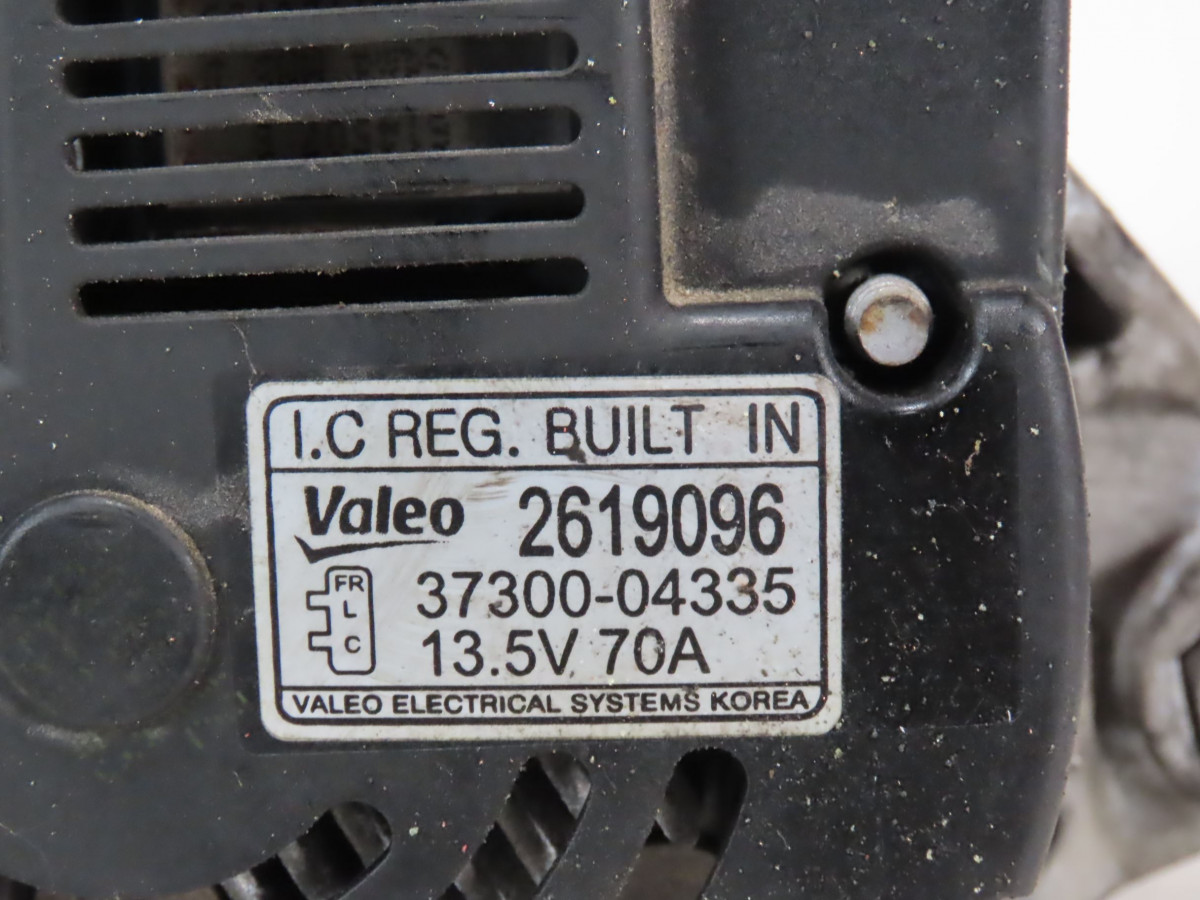 I.C REG. BUILT IN
Valeo 2619096
FR 37300-04335
L
C 13.5V 70A
VALEO ELECTRICAL SYSTEMS KOREA